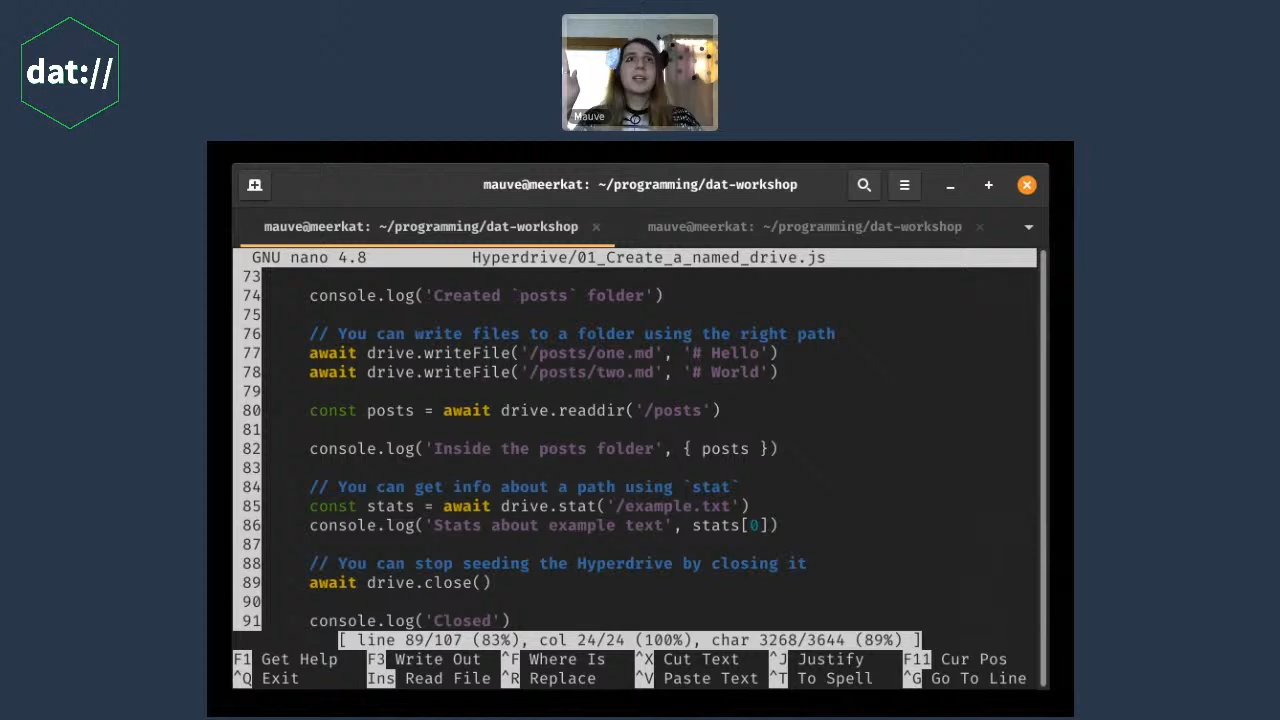 dat://
Mauve
mauve@meerkat: ~/programming/dat-workshop
mauve@meerkat: ~/programming/dat-workshop × mauve@meerkat: ~/programming/dat-workshop ×
GNU nano 4.8 Hyperdrive/01_Create_a_named_drive.js
73
74 console.log('Created `posts` folder')
75
76 // You can write files to a folder using the right path
77 await drive.writeFile('/posts/one.md', '# Hello')
78 await drive.writeFile('/posts/two.md', '# World')
79
80 const posts = await drive.readdir('/posts')
81
82 console.log('Inside the posts folder', { posts })
83
84 // You can get info about a path using `stat`
85 const stats = await drive.stat('/example.txt')
86 console.log('Stats about example text', stats[0])
87
88 // You can stop seeding the Hyperdrive by closing it
89 await drive.close()
90
91 console.log('Closed')
[ line 89/107 (83%), col 24/24 (100%), char 3268/3644 (89%) ]
F1 Get Help F3 Write Out ^F Where Is ^X Cut Text ^J Justify F11 Cur Pos
^Q Exit Ins Read File ^R Replace ^V Paste Text ^T To Spell ^G Go To Line